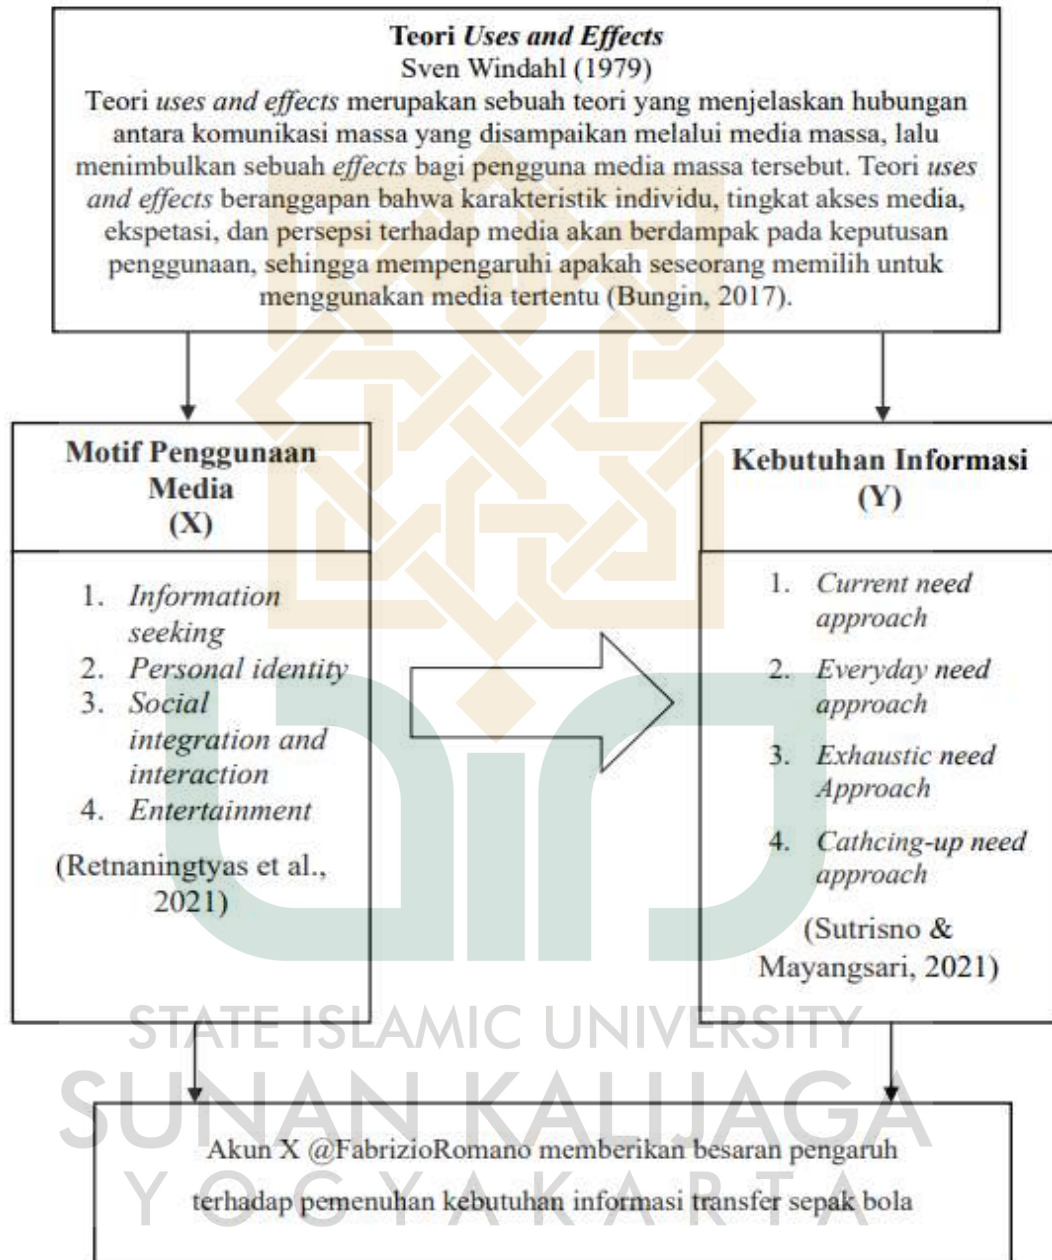 Teori Uses and Effects
Sven Windahl (1979)
Teori uses and effects merupakan sebuah teori yang menjelaskan hubungan
antara komunikasi massa yang disampaikan melalui media massa, lalu
menimbulkan sebuah effects bagi pengguna media massa tersebut. Teori uses
and effects beranggapan bahwa karakteristik individu, tingkat akses media,
ekspetasi, dan persepsi terhadap media akan berdampak pada keputusan
penggunaan, sehingga mempengaruhi apakah seseorang memilih untuk
menggunakan media tertentu (Bungin, 2017).
Motif Penggunaan
Media
(X)
1. Information
seeking
2. Personal identity
3. Social
integration and
interaction
4. Entertainment
(Retnaningtyas et al.,
2021)
Kebutuhan Informasi
(Y)
1. Current need
approach
2. Everyday need
approach
3. Exhaustic need
Approach
4. Cathcing-up need
approach
(Sutrisno &
Mayangsari, 2021)
STATE ISLAMIC UNIVERSITY
SUNAN KALIJAGA
YOGYAKARTA
Akun X @FabrizioRomano memberikan besaran pengaruh
terhadap pemenuhan kebutuhan informasi transfer sepak bola